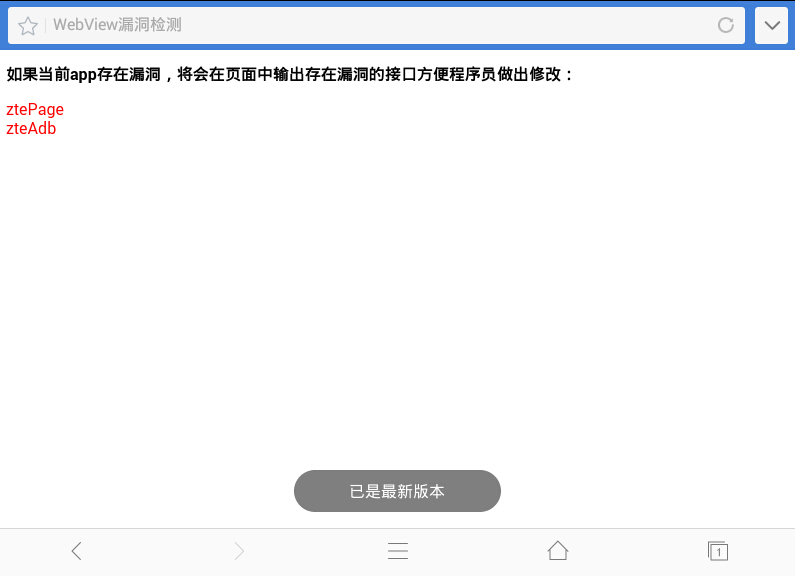 WebView漏洞检测
如果当前app存在漏洞，将会在页面中输出存在漏洞的接口方便程序员做出修改：
ztePage
zteAdb
已是最新版本
1